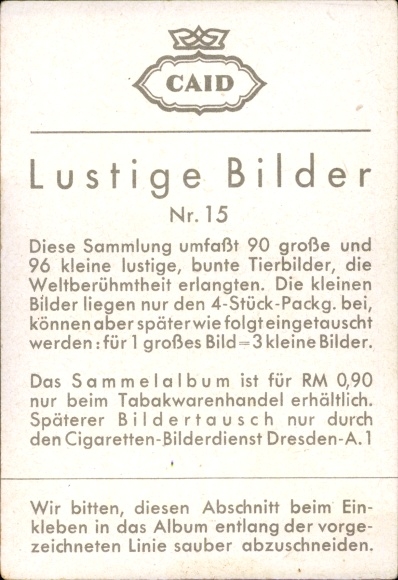 CAID
Lustige Bilder
Nr. 15
Diese Sammlung umfaßt 90 große und
96 kleine lustige, bunte Tierbilder, die
Weltberühmtheit erlangten. Die kleinen
Bilder liegen nur den 4-Stück-Packg. bei,
können aber später wie folgt eingetauscht
werden: für 1 großes Bild = 3 kleine Bilder.
Das Sammelalbum ist für RM 0,90
nur beim Tabakwarenhandel erhältlich.
Späterer Bildertausch nur durch
den Cigaretten-Bilderdienst Dresden-A. 1
Wir bitten, diesen Abschnitt beim Ein-
kleben in das Album entlang der vorge-
zeichneten Linie sauber abzuschneiden.